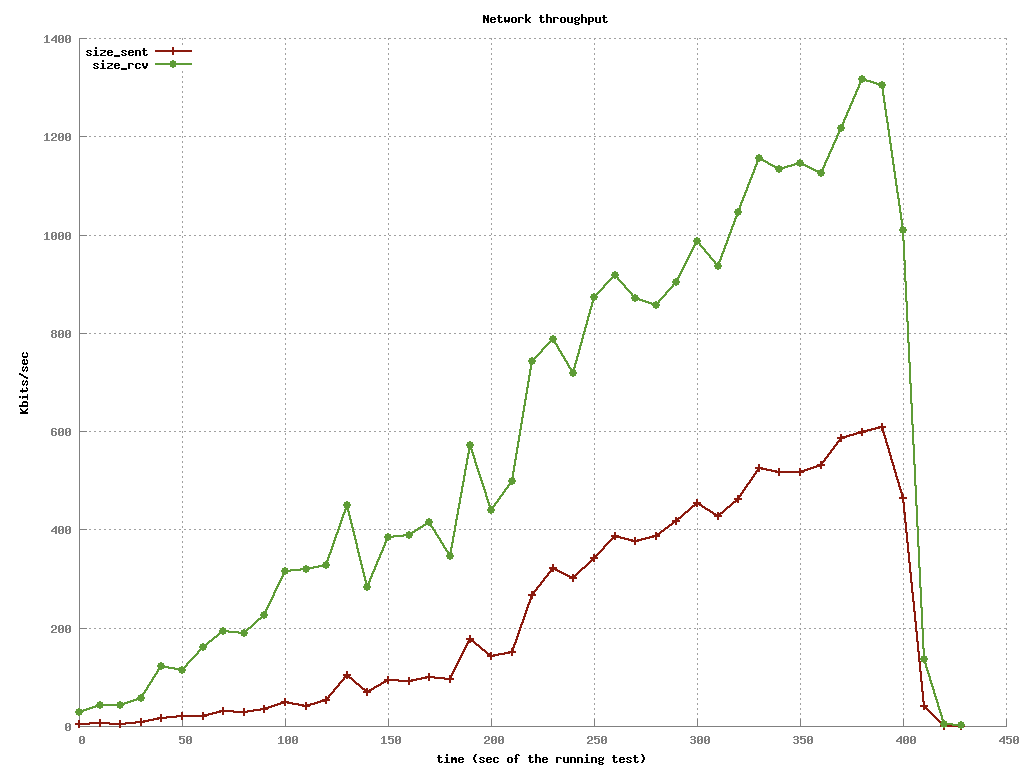 Network throughput
size_sent
size_rcv
1400
1200
1000
800
600
400
200
0
Kbits/sec
0 50 100 150 200 250 300 350 400 450
time (sec of the running test)